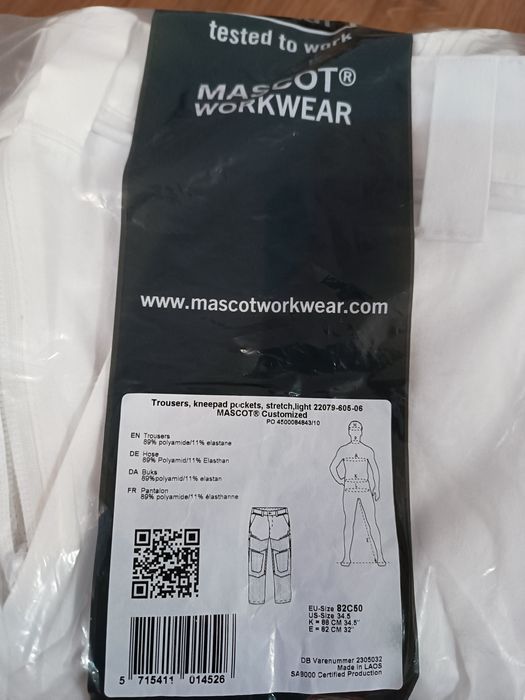 tested to work
MASCOT®
WORKWEAR
www.mascotworkwear.com
Trousers, kneepad pockets, stretch,light 22079-605-06
MASCOT® Customized
PO 4500084843/10
EN Trousers
89% polyamide/11% elastane
DE Hose
89% Polyamid/11% Elasthan
DA Buks
89%polyamid/11% elastan
FR Pantalon
89% polyamide/11% élasthanne
EU-Size 82C50
US-Size 34.5
K = 88 CM 34.5"
E = 82 CM 32"
DB Varenummer 2305032
Made in LAOS
SA8000 Certified Production
5 715411 014526